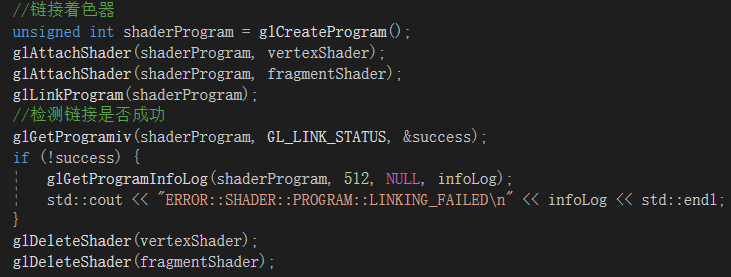 //链接着色器
unsigned int shaderProgram = glCreateProgram();
glAttachShader(shaderProgram, vertexShader);
glAttachShader(shaderProgram, fragmentShader);
glLinkProgram(shaderProgram);
//检测链接是否成功
glGetProgramiv(shaderProgram, GL_LINK_STATUS, &success);
if (!success) {
    glGetProgramInfoLog(shaderProgram, 512, NULL, infoLog);
    std::cout << "ERROR::SHADER::PROGRAM::LINKING_FAILED\n" << infoLog << std::endl;
}
glDeleteShader(vertexShader);
glDeleteShader(fragmentShader);